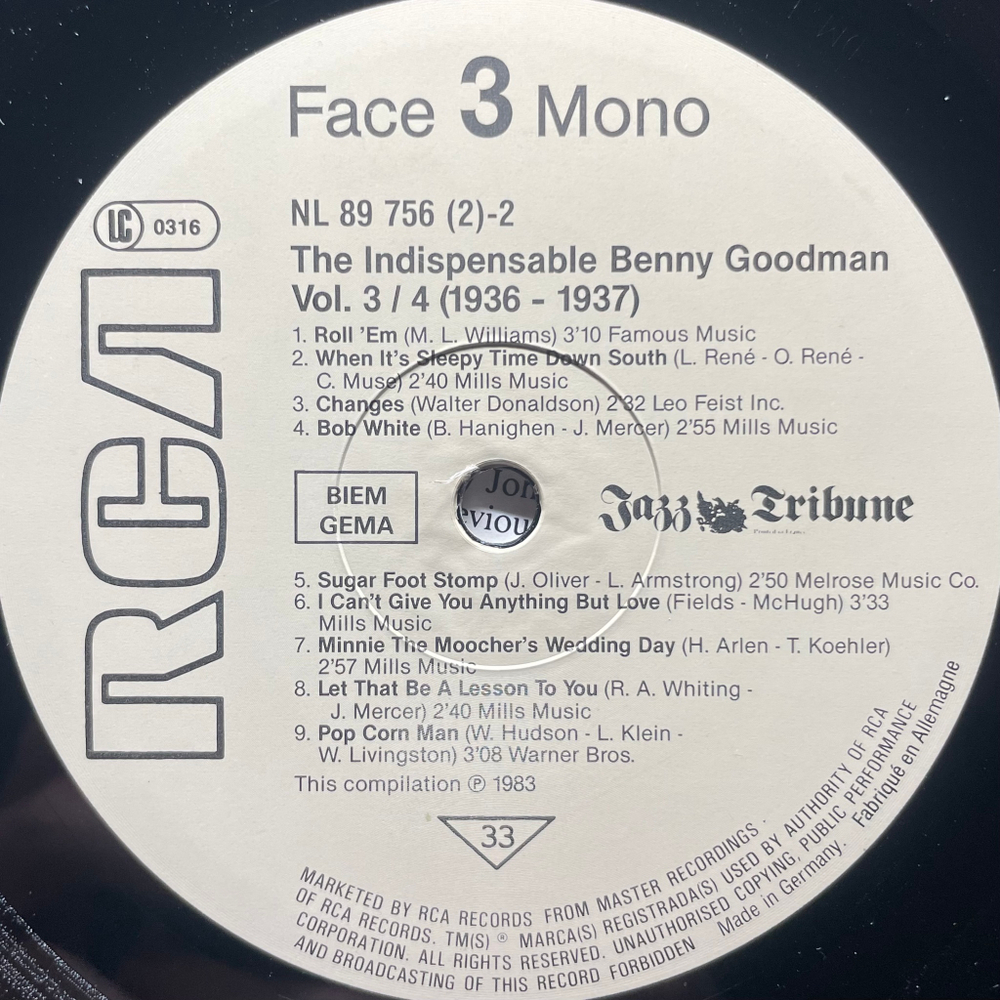 Face 3 Mono
LC 0316
NL 89 756 (2)-2
The Indispensable Benny Goodman
Vol. 3 / 4 (1936 - 1937)
1. Roll 'Em (M. L. Williams) 3'10 Famous Music
2. When It's Sleepy Time Down South (L. René - O. René -
C. Muse) 2'40 Mills Music
3. Changes (Walter Donaldson) 2'32 Leo Feist Inc.
4. Bob White (B. Hanighen - J. Mercer) 2'55 Mills Music
RCA
BIEM
GEMA
Jon
eviou
Jazz Tribune
5. Sugar Foot Stomp (J. Oliver - L. Armstrong) 2'50 Melrose Music Co.
6. I Can't Give You Anything But Love (Fields - McHugh) 3'33
Mills Music
7. Minnie The Moocher's Wedding Day (H. Arlen - T. Koehler)
2'57 Mills Music
8. Let That Be A Lesson To You (R. A. Whiting -
J. Mercer) 2'40 Mills Music
9. Pop Corn Man (W. Hudson - L. Klein -
W. Livingston) 3'08 Warner Bros.
This compilation ℗ 1983
33
MARKETED BY RCA RECORDS FROM MASTER RECORDINGS ·
OF RCA RECORDS. TM(S) ® MARCA(S) REGISTRADA(S) USED BY AUTHORITY OF RCA
CORPORATION. ALL RIGHTS RESERVED. UNAUTHORISED COPYING, PUBLIC PERFORMANCE
AND BROADCASTING OF THIS RECORD FORBIDDEN Made in Germany. Fabriqué en Allemagne